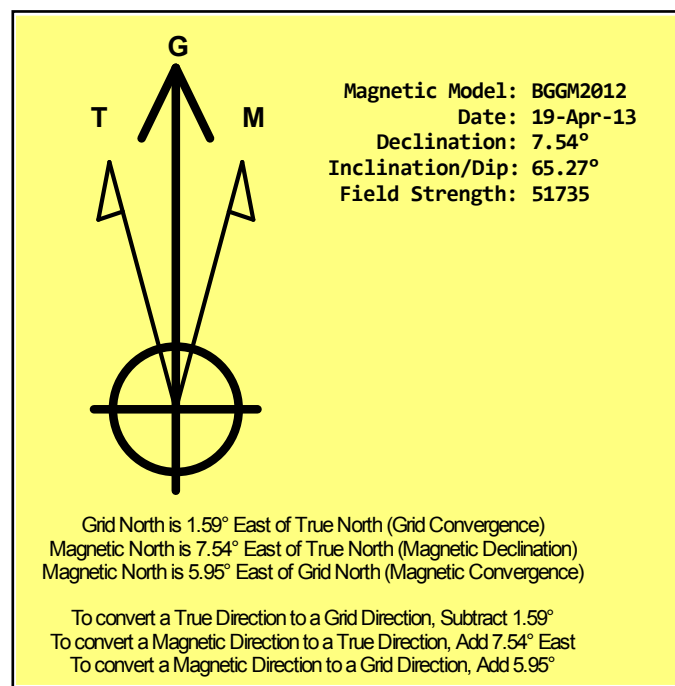 G
T
M
Magnetic Model: BGGM2012
Date: 19-Apr-13
Declination: 7.54°
Inclination/Dip: 65.27°
Field Strength: 51735
Grid North is 1.59° East of True North (Grid Convergence)
Magnetic North is 7.54° East of True North (Magnetic Declination)
Magnetic North is 5.95° East of Grid North (Magnetic Convergence)
To convert a True Direction to a Grid Direction, Subtract 1.59°
To convert a Magnetic Direction to a True Direction, Add 7.54° East
To convert a Magnetic Direction to a Grid Direction, Add 5.95°